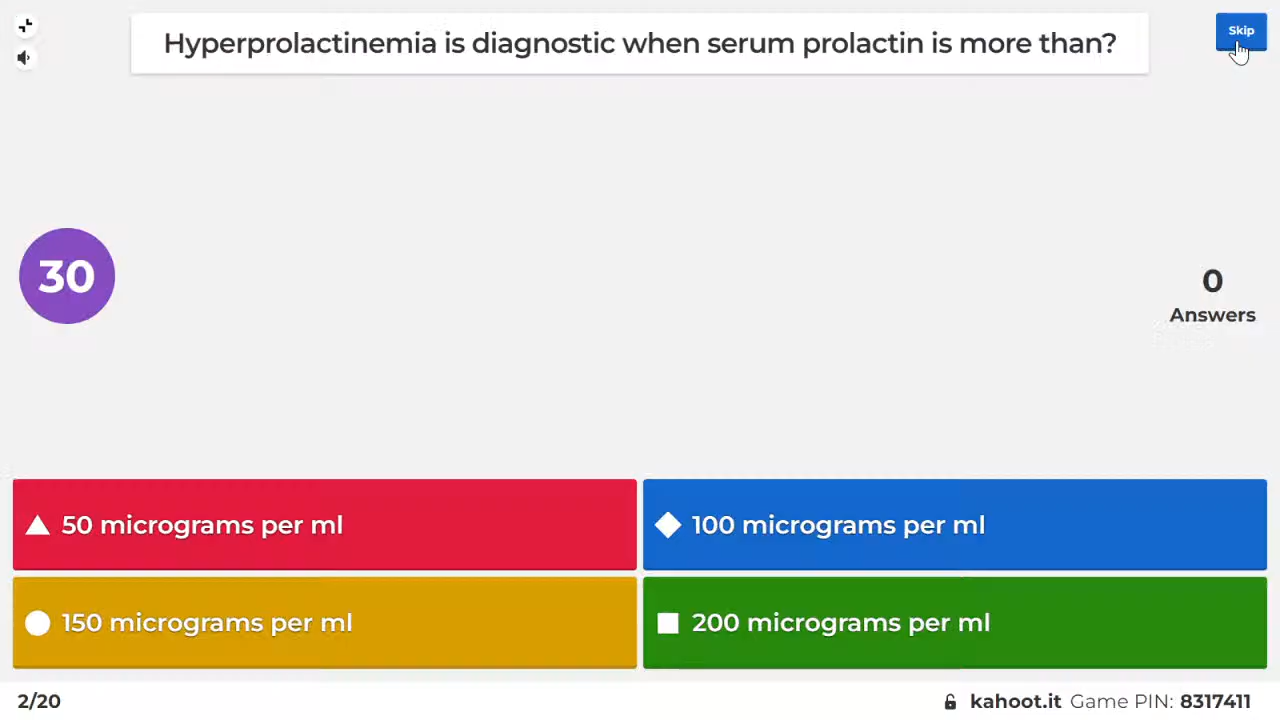 Hyperprolactinemia is diagnostic when serum prolactin is more than?
Skip
30
0
Answers
50 micrograms per ml
100 micrograms per ml
150 micrograms per ml
200 micrograms per ml
2/20
kahoot.it Game PIN: 8317411